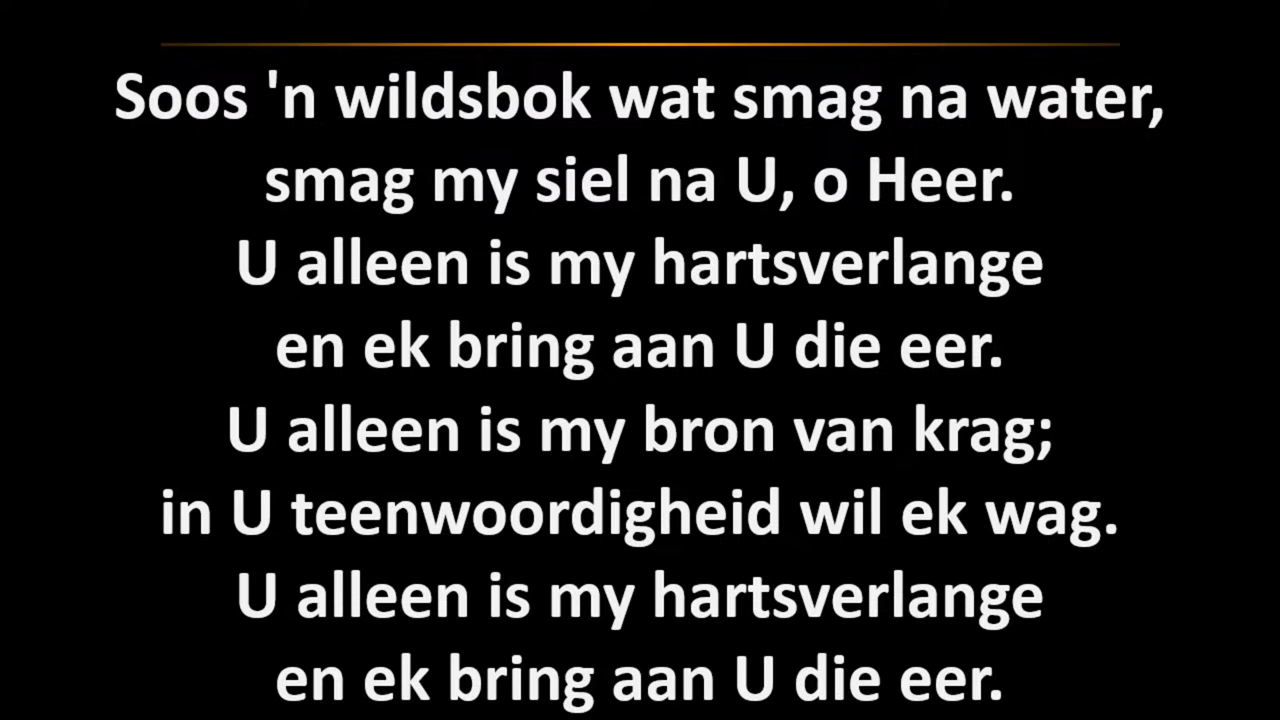 Soos 'n wildsbok wat smag na water,
smag my siel na U, o Heer.
U alleen is my hartsverlange
en ek bring aan U die eer.
U alleen is my bron van krag;
in U teenwoordigheid wil ek wag.
U alleen is my hartsverlange
en ek bring aan U die eer.